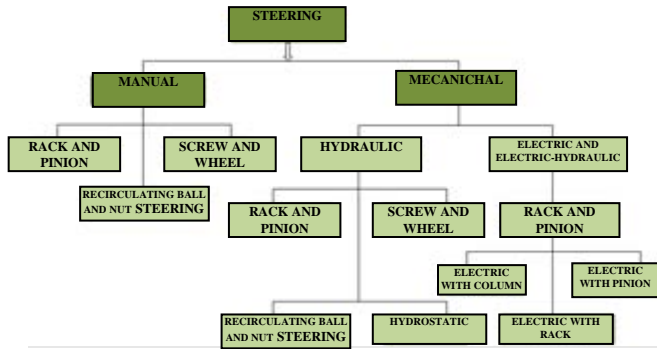 STEERING
MANUAL
MECANICHAL
RACK AND
PINION
SCREW AND
WHEEL
HYDRAULIC
ELECTRIC AND
ELECTRIC-HYDRAULIC
RECIRCULATING BALL
AND NUT STEERING
RACK AND
PINION
SCREW AND
WHEEL
RACK AND
PINION
ELECTRIC
WITH COLUMN
ELECTRIC
WITH PINION
RECIRCULATING BALL
AND NUT STEERING
HYDROSTATIC
ELECTRIC WITH
RACK